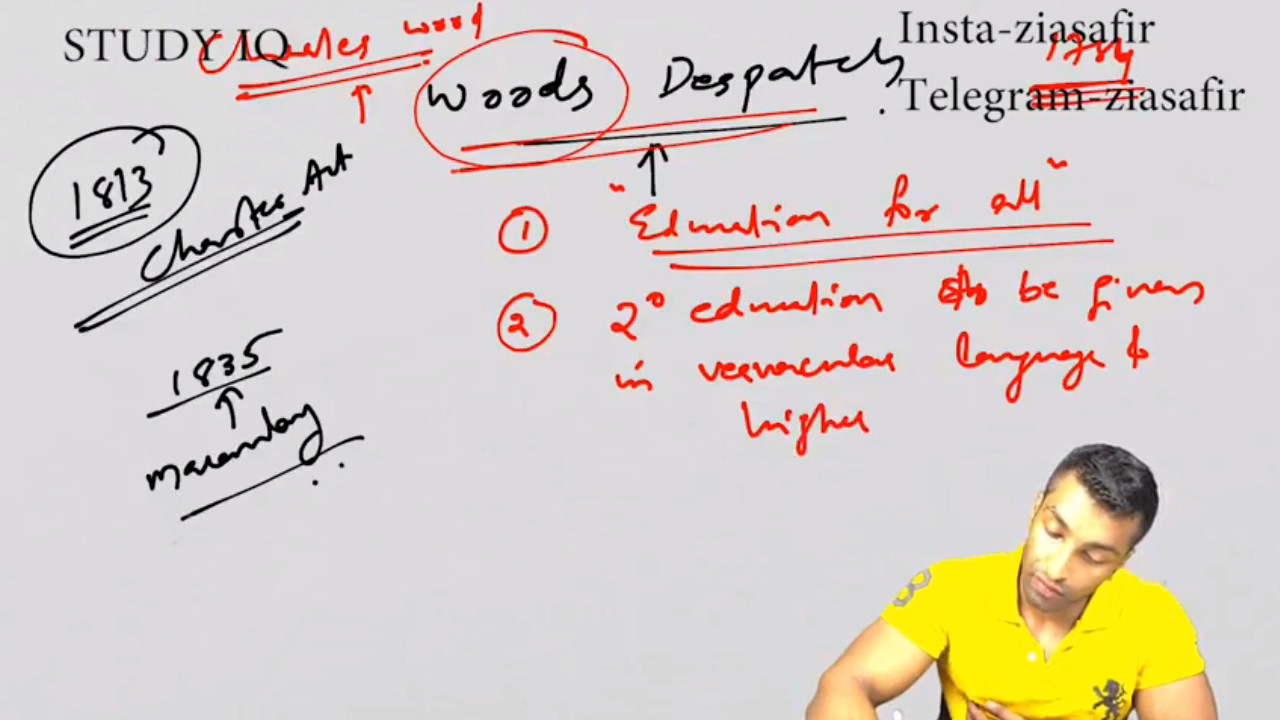 STUDY IQ
Charles wood
Insta-ziasafir
Telegram-ziasafir
Woods Despatch
1813
Charter Act
1835
macaulay
① "Education for all"
② 2° education to be given
in vernacular language &
higher